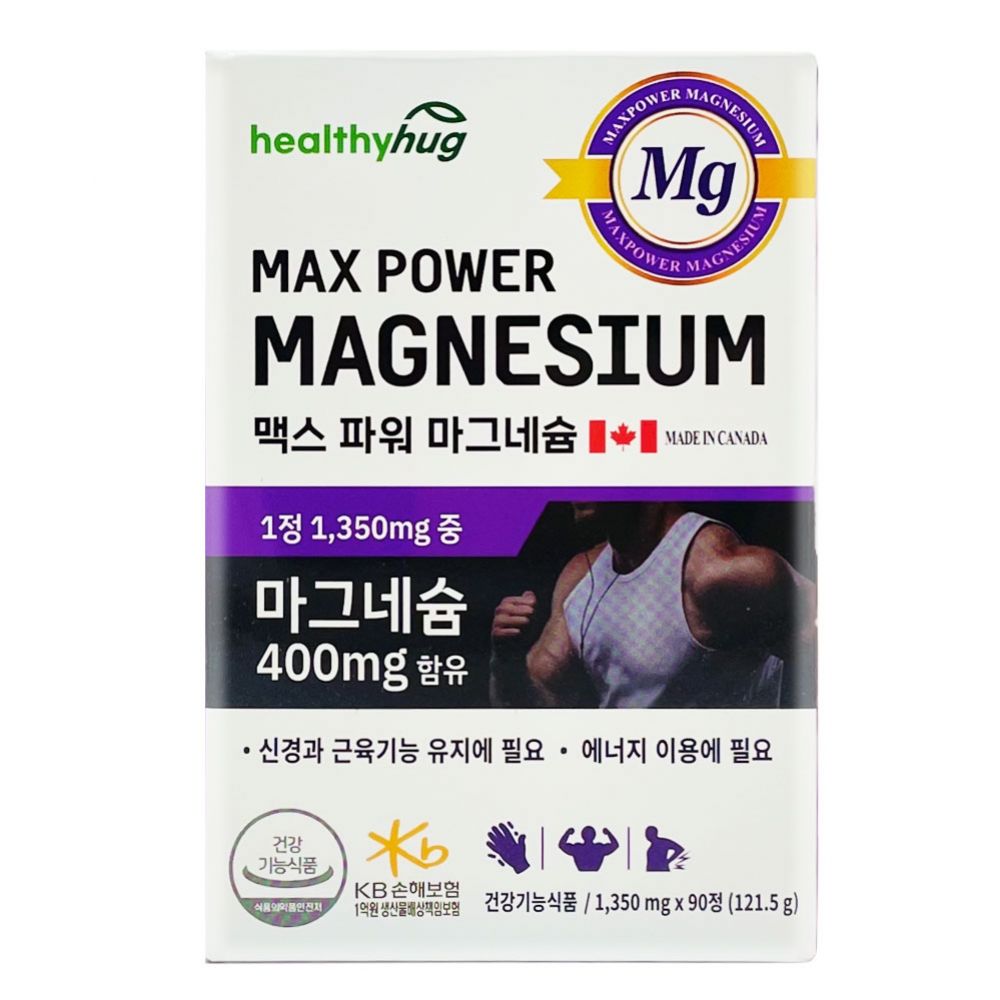 healthyhug
MAXPOWER MAGNESIUM
Mg
MAXPOWER MAGNESIUM
MAX POWER
MAGNESIUM
맥스 파워 마그네슘 MADE IN CANADA
1정 1,350mg 중
마그네슘
400mg 함유
• 신경과 근육기능 유지에 필요 • 에너지 이용에 필요
건강
기능식품
식품의약품안전처
Kb
KB손해보험
1억원 생산물배상책임보험
건강기능식품 / 1,350 mg x 90정 (121.5 g)